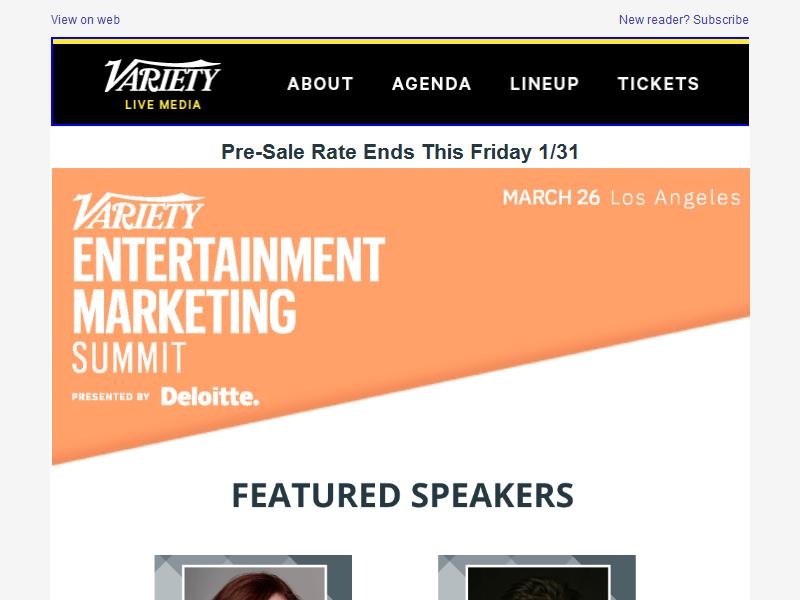 View on web
New reader? Subscribe
VARIETY
LIVE MEDIA
ABOUT
AGENDA
LINEUP
TICKETS
Pre-Sale Rate Ends This Friday 1/31
MARCH 26 Los Angeles
VARIETY
ENTERTAINMENT
MARKETING
SUMMIT
PRESENTED BY Deloitte.
FEATURED SPEAKERS